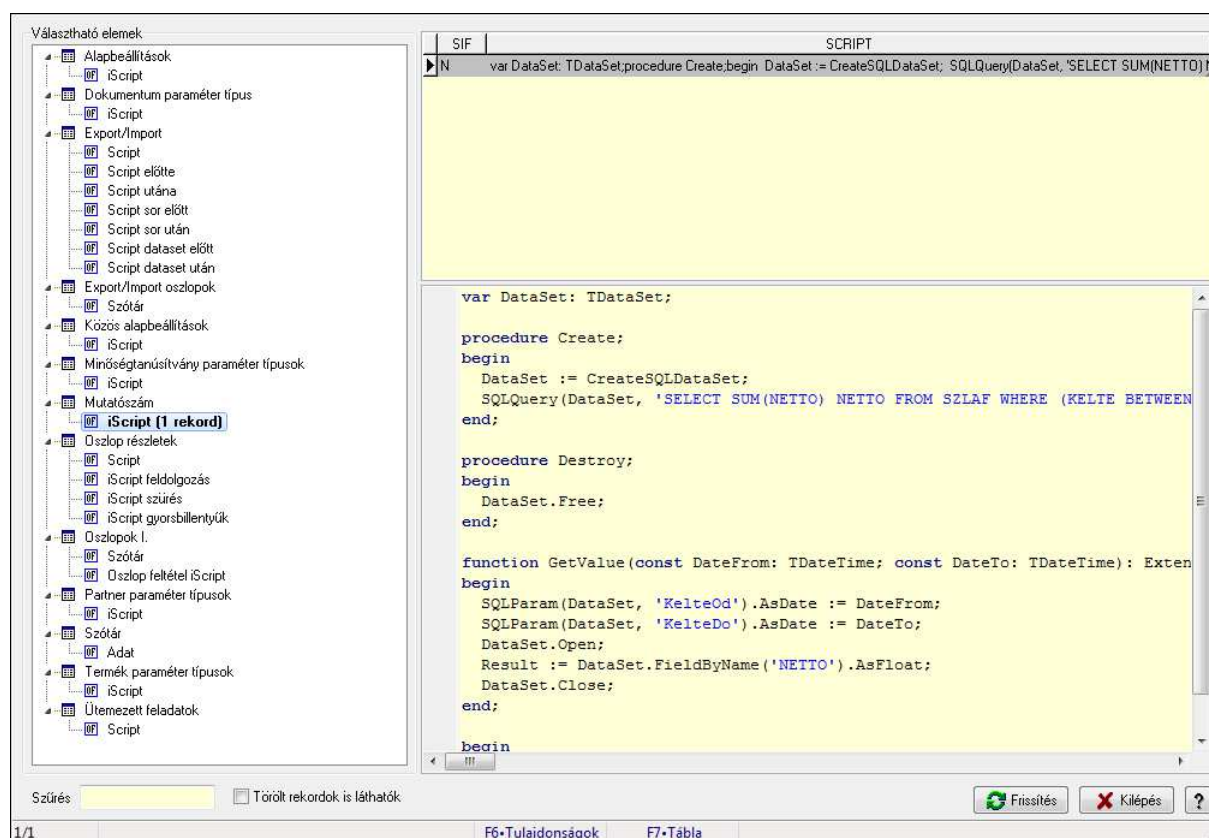 Választható elemek
Alapbeállítások
iScript
Dokumentum paraméter típus
iScript
Export/Import
Script
Script előtte
Script utána
Script sor előtt
Script sor után
Script dataset előtt
Script dataset után
Export/Import oszlopok
Szótár
Közös alapbeállítások
iScript
Minőségtanúsítvány paraméter típusok
iScript
Mutatószám
iScript (1 rekord)
Oszlop részletek
Script
iScript feldolgozás
iScript szürés
iScript gyorsbillentyűk
Oszlopok I.
Szótár
Oszlop feltétel iScript
Partner paraméter típusok
iScript
Szótár
Adat
Termék paraméter típusok
iScript
Ütemezett feladatok
Script
SIF SCRIPT
N var DataSet: TDataSet;procedure Create;begin DataSet := CreateSQLDataSet; SQLQuery(DataSet, 'SELECT SUM(NETTO) N
var DataSet: TDataSet;
procedure Create;
begin
DataSet := CreateSQLDataSet;
SQLQuery(DataSet, 'SELECT SUM(NETTO) NETTO FROM SZLAF WHERE (KELTE BETWEEN
end;
procedure Destroy;
begin
DataSet.Free;
end;
function GetValue(const DateFrom: TDateTime; const DateTo: TDateTime): Exten
begin
SQLParam(DataSet, 'KelteOd').AsDate := DateFrom;
SQLParam(DataSet, 'KelteDo').AsDate := DateTo;
DataSet.Open;
Result := DataSet.FieldByName('NETTO').AsFloat;
DataSet.Close;
end;
begin
Szűrés Törölt rekordok is láthatók Frissítés Kilépés ?
1/1 F6•Tulajdonságok F7•Tábla